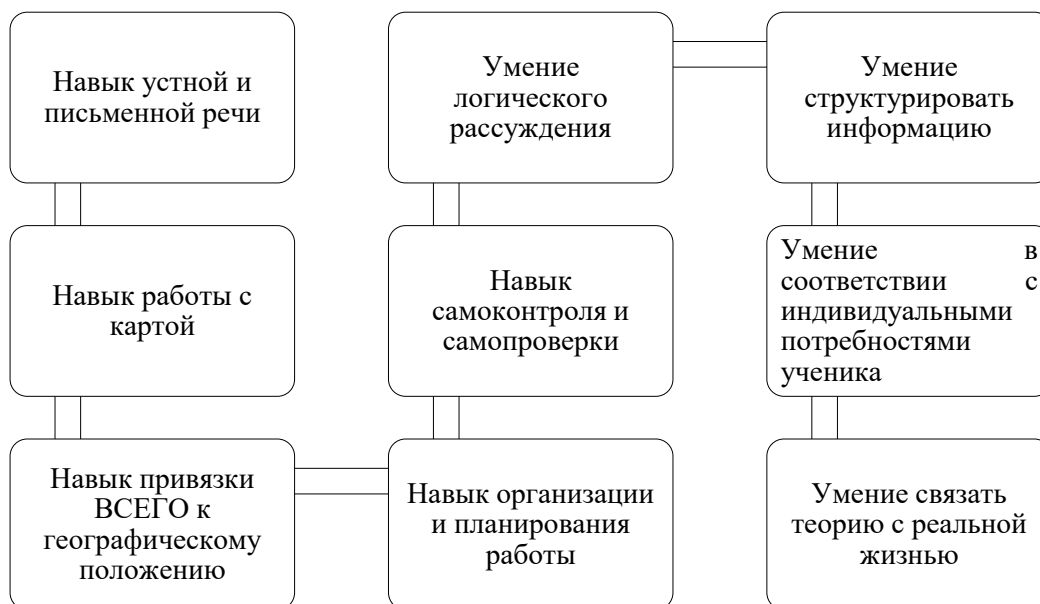 Навык устной и
письменной речи
Навык работы с
картой
Навык привязки
ВСЕГО к
географическому
положению
Навык организации
и планирования
работы
Навык
самоконтроля и
самопроверки
Умение
логического
рассуждения
Умение
структурировать
информацию
Умение в
соответствии с
индивидуальными
потребностями
ученика
Умение связать
теорию с реальной
жизнью